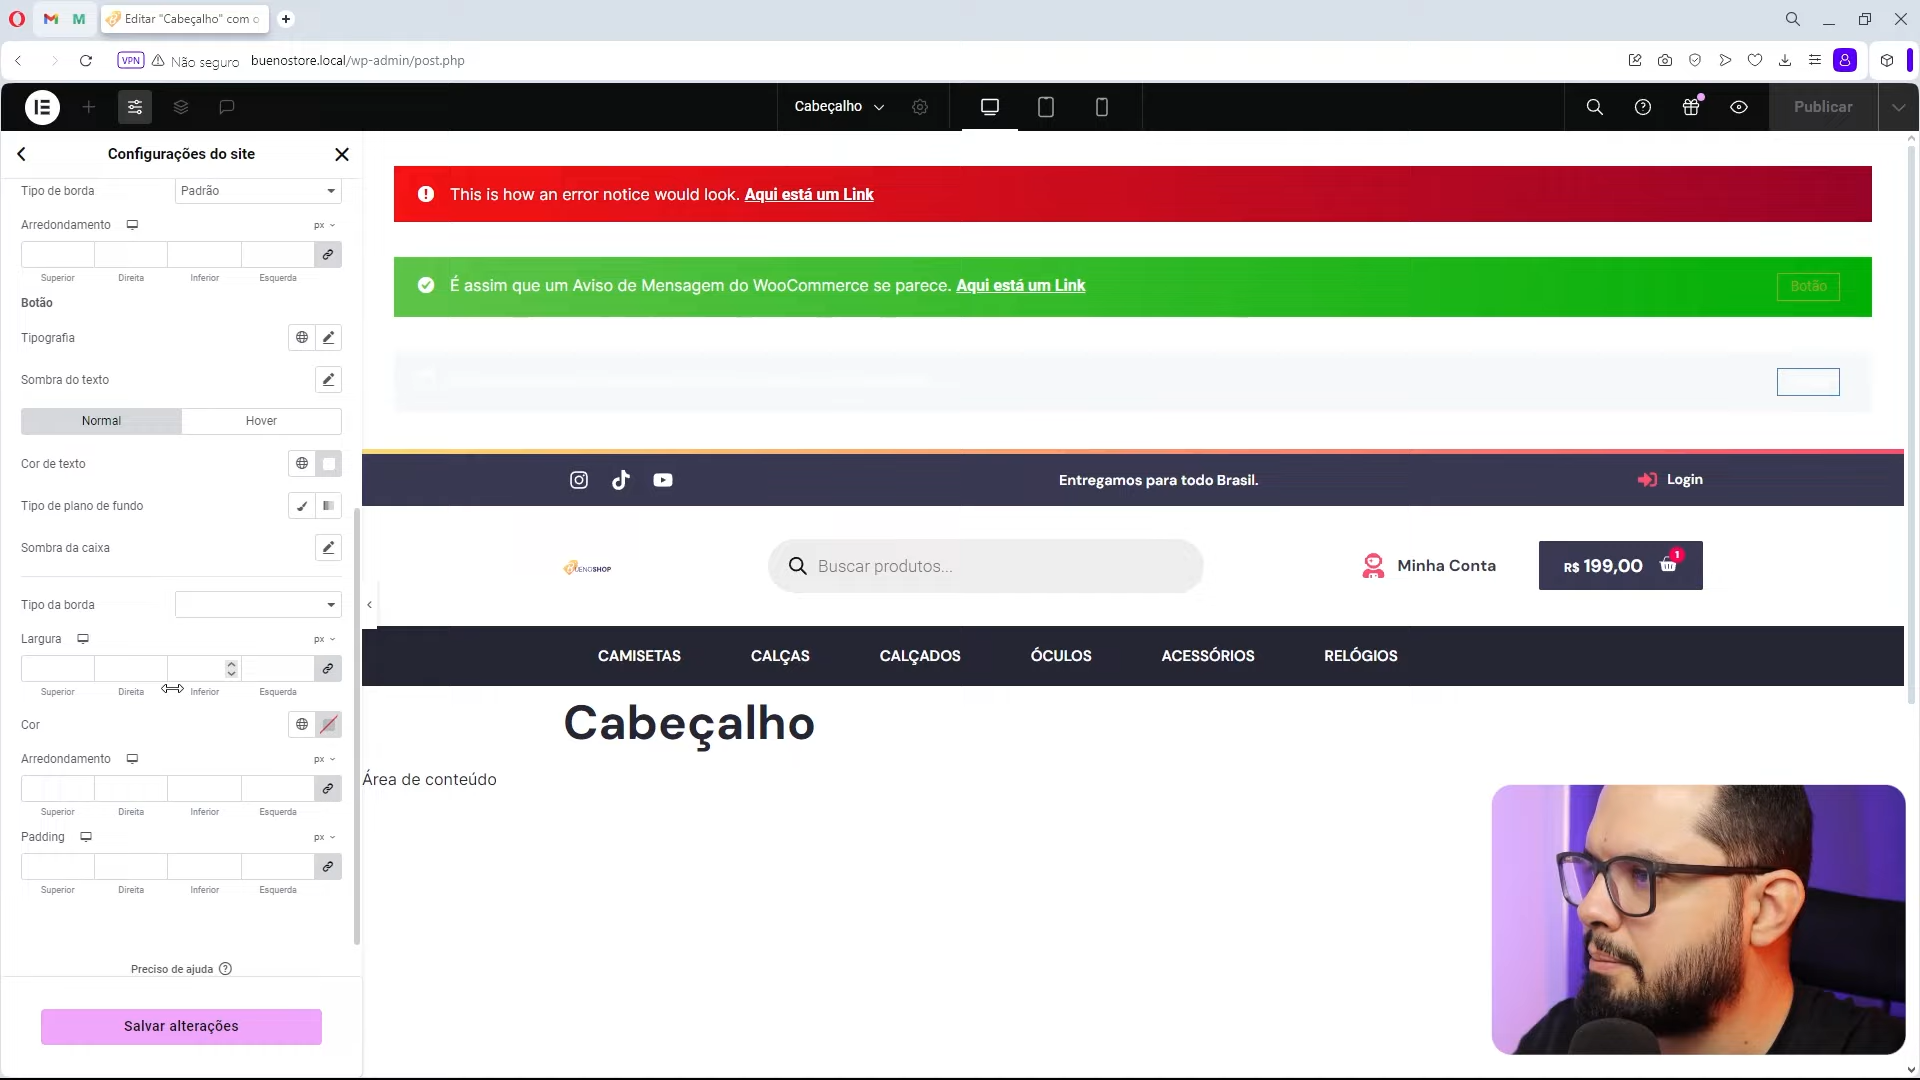 Editar "Cabeçalho" com o
VPN
Não seguro
buenostore.local/wp-admin/post.php
Cabeçalho
Publicar
Configurações do site
Tipo de borda
Padrão
Arredondamento
px
Superior
Direita
Inferior
Esquerda
Botão
Tipografia
Sombra do texto
Normal
Hover
Cor de texto
Tipo de plano de fundo
Sombra da caixa
Tipo da borda
Largura
px
Superior
Direita
Inferior
Esquerda
Cor
Arredondamento
px
Superior
Direita
Inferior
Esquerda
Padding
px
Superior
Direita
Inferior
Esquerda
Preciso de ajuda
Salvar alterações
This is how an error notice would look. Aqui está um Link
É assim que um Aviso de Mensagem do WooCommerce se parece. Aqui está um Link
Botão
Entregamos para todo Brasil.
Login
BUENOSHOP
Buscar produtos...
Minha Conta
R$ 199,00
1
CAMISETAS
CALÇAS
CALÇADOS
ÓCULOS
ACESSÓRIOS
RELÓGIOS
Cabeçalho
Área de conteúdo